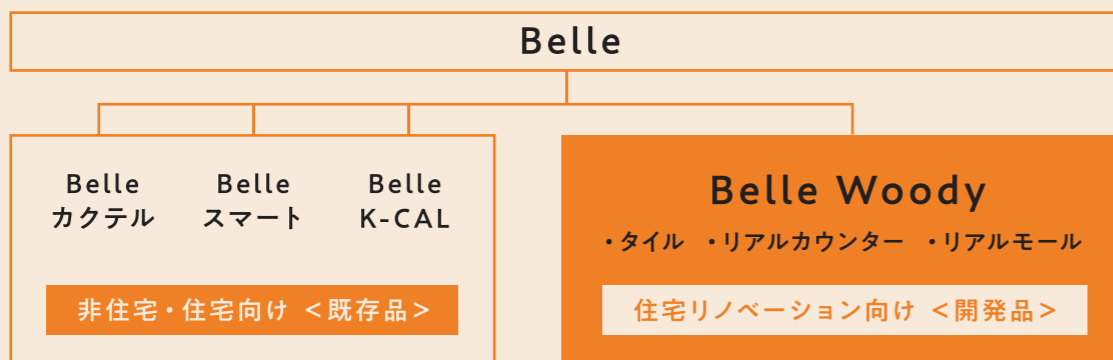 Belle
Belle
カクテル
Belle
スマート
Belle
K-CAL
非住宅・住宅向け <既存品>
Belle Woody
・タイル ・リアルカウンター ・リアルモール
住宅リノベーション向け <開発品>